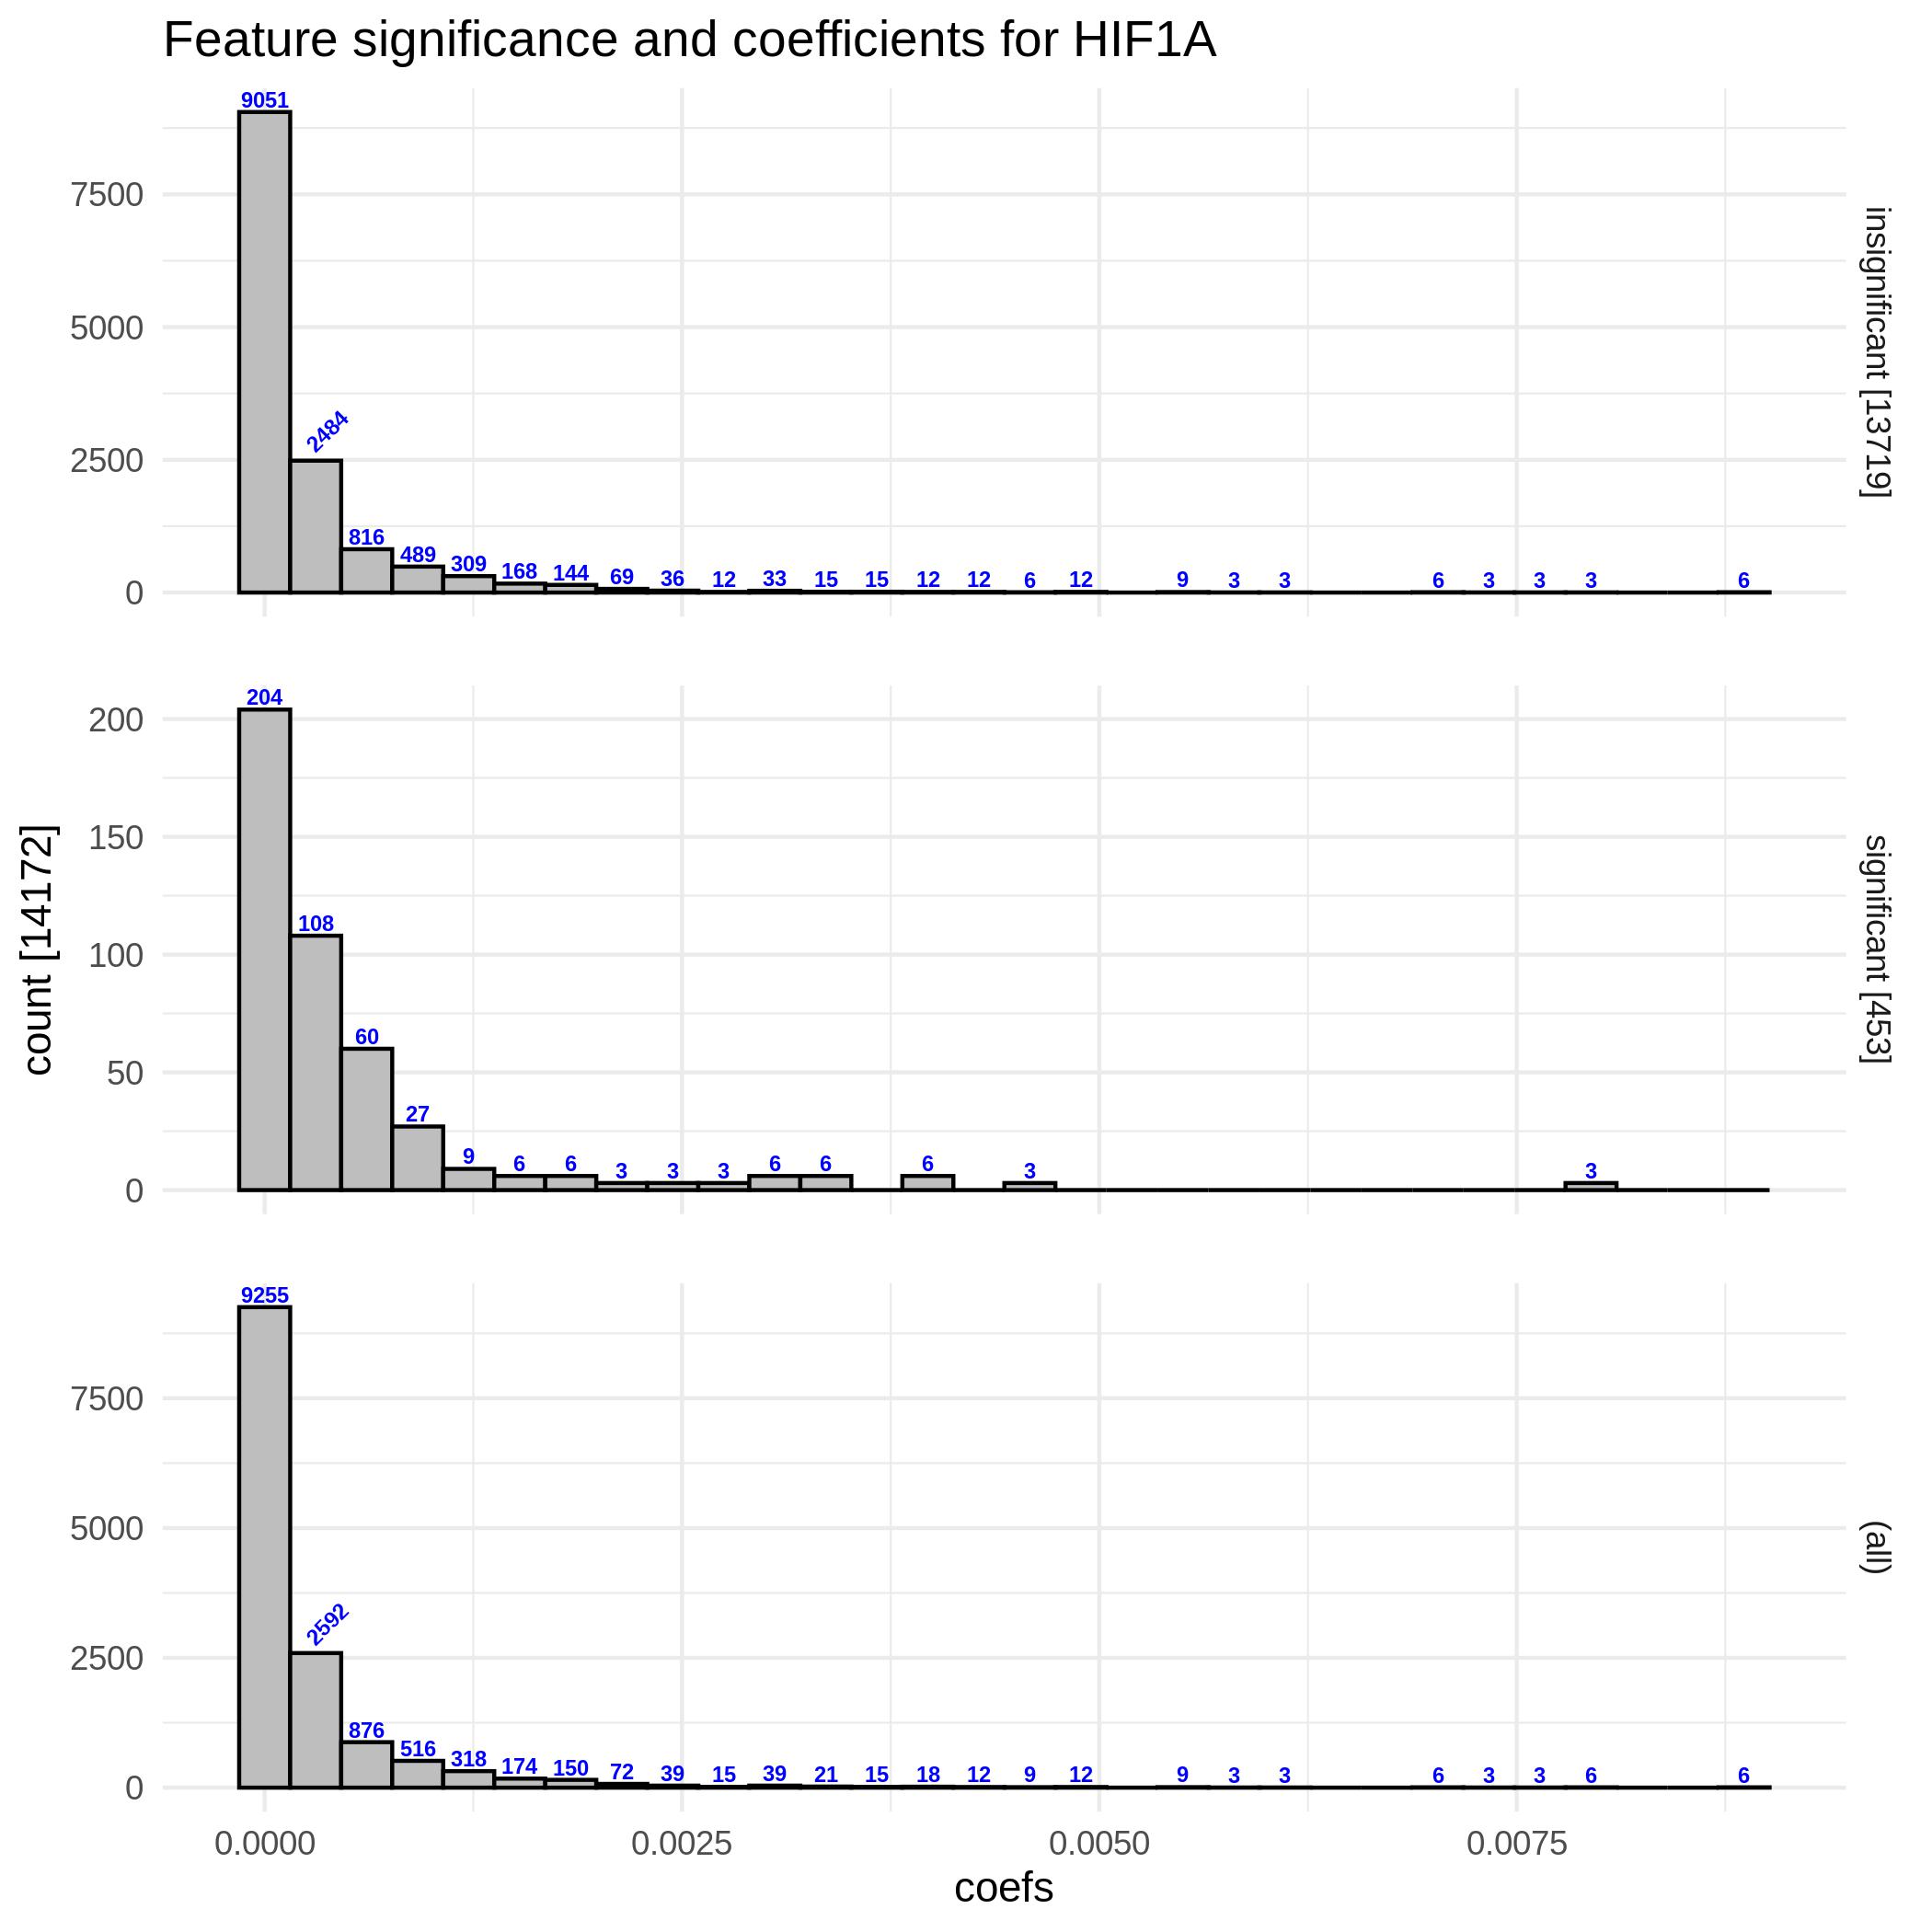 Feature significance and coefficients for HIF1A
9051
2484
816 489 309 168 144 69 36 12 33 15 15 12 12 6 12 9 3 3 6 3 3 3 6
7500
5000
2500
0
insignificant [13719]
204
108
60
27
9 6 6 3 3 3 6 6 6 3 3
200
150
100
50
0
significant [453]
count [14172]
9255
2592
876 516 318 174 150 72 39 15 39 21 15 18 12 9 12 9 3 3 6 3 3 6 6
7500
5000
2500
0
(all)
0.0000 0.0025 0.0050 0.0075
coefs